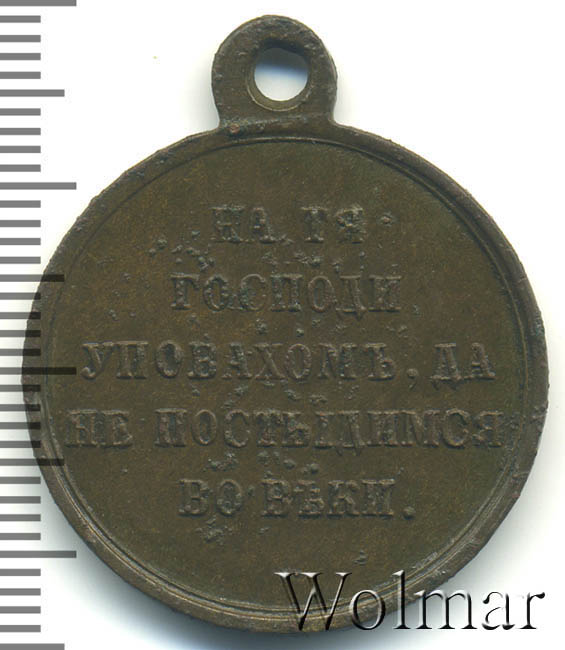 НА ТЯ
ГОСПОДИ
УПОВАХОМЪ, ДА
НЕ ПОСТЫДИМСЯ
ВО ВѢКИ.
Wolmar